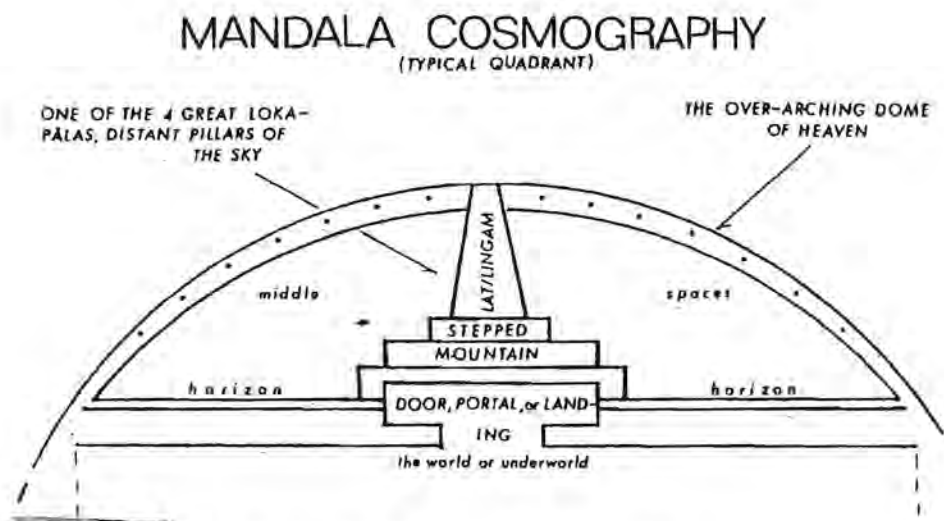 MANDALA COSMOGRAPHY
(TYPICAL QUADRANT)
ONE OF THE 4 GREAT LOKA-
PALAS, DISTANT PILLARS OF
THE SKY
THE OVER-ARCHING DOME
OF HEAVEN
LAT/LINGAM
middle
spaces
STEPPED
MOUNTAIN
horizon
horizon
DOOR, PORTAL, or LAND-
ING
the world or underworld